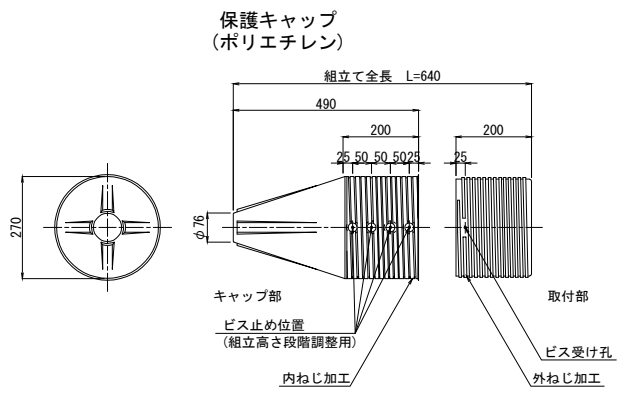 保護キャップ
(ポリエチレン)
組立て全長 L=640
490
200
200
25 50 50 50 25
25
270
φ76
キャップ部
取付部
ビス止め位置
(組立高さ段階調整用)
ビス受け孔
内ねじ加工
外ねじ加工